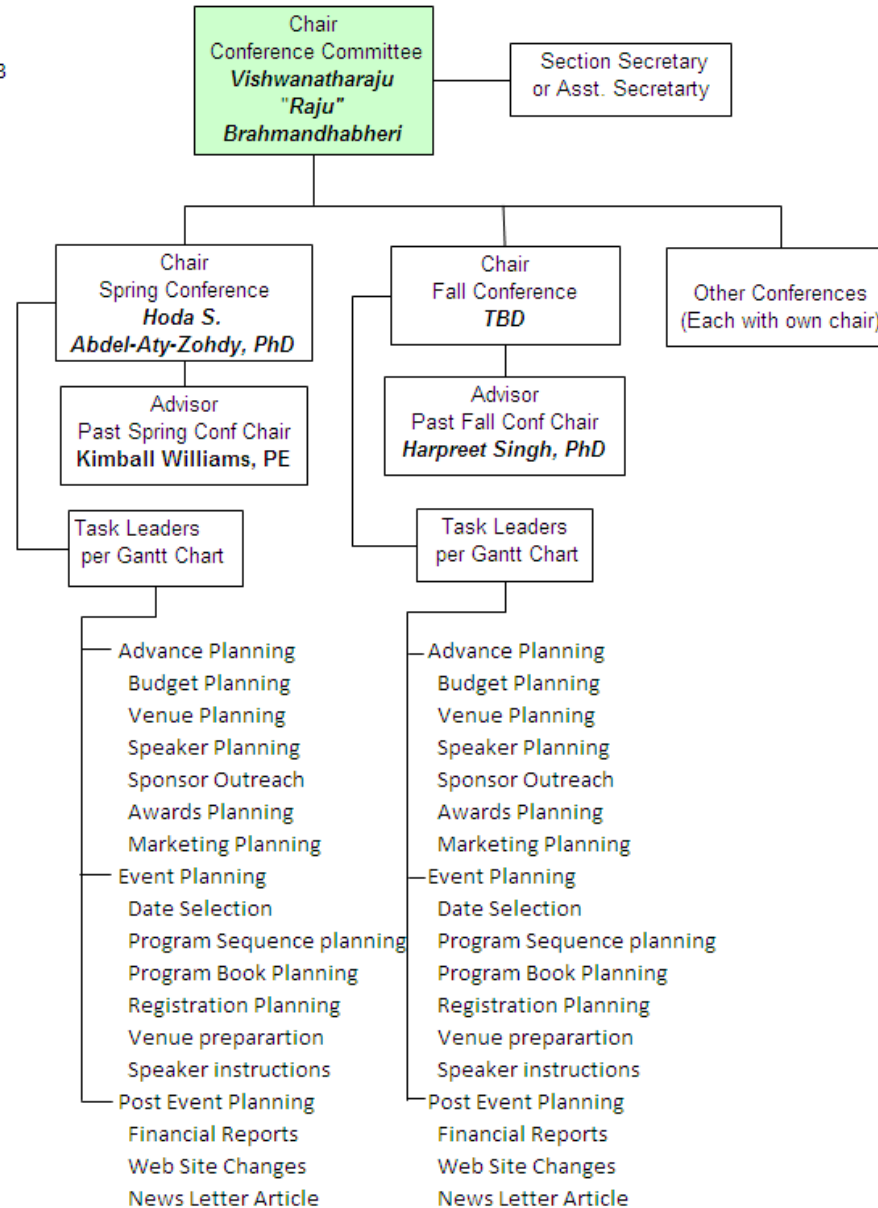 Chair
Conference Committee
Vishwanatharaju
"Raju"
Brahmandhabheri
3
Section Secretary
or Asst. Secretarty
Chair
Spring Conference
Hoda S.
Abdel-Aty-Zohdy, PhD
Advisor
Past Spring Conf Chair
Kimball Williams, PE
Task Leaders
per Gantt Chart
Advance Planning
Budget Planning
Venue Planning
Speaker Planning
Sponsor Outreach
Awards Planning
Marketing Planning
Event Planning
Date Selection
Program Sequence planning
Program Book Planning
Registration Planning
Venue preparartion
Speaker instructions
Post Event Planning
Financial Reports
Web Site Changes
News Letter Article
Chair
Fall Conference
TBD
Advisor
Past Fall Conf Chair
Harpreet Singh, PhD
Task Leaders
per Gantt Chart
Advance Planning
Budget Planning
Venue Planning
Speaker Planning
Sponsor Outreach
Awards Planning
Marketing Planning
Event Planning
Date Selection
Program Sequence planning
Program Book Planning
Registration Planning
Venue preparartion
Speaker instructions
Post Event Planning
Financial Reports
Web Site Changes
News Letter Article
Other Conferences
(Each with own chair)